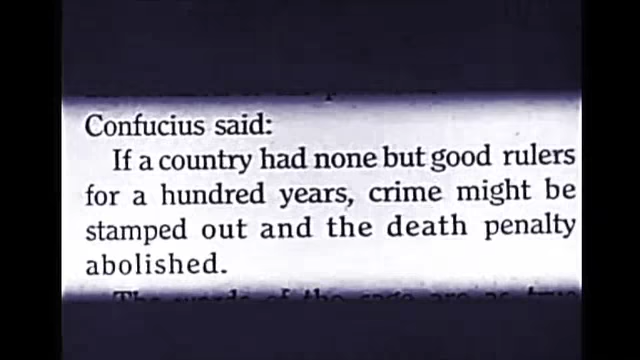 Confucius said:
If a country had none but good rulers
for a hundred years, crime might be
stamped out and the death penalty
abolished.